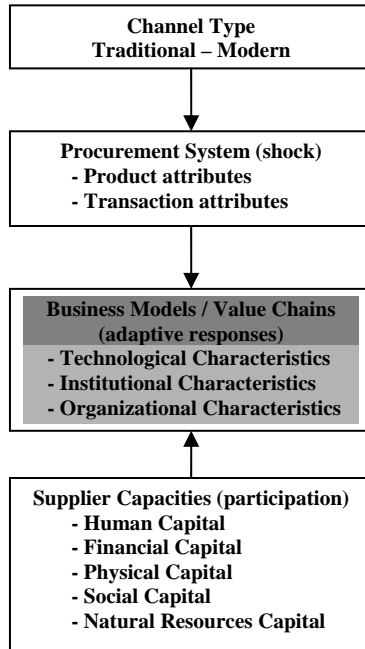 Channel Type
Traditional – Modern
Procurement System (shock)
- Product attributes
- Transaction attributes
Business Models / Value Chains
(adaptive responses)
- Technological Characteristics
- Institutional Characteristics
- Organizational Characteristics
Supplier Capacities (participation)
- Human Capital
- Financial Capital
- Physical Capital
- Social Capital
- Natural Resources Capital